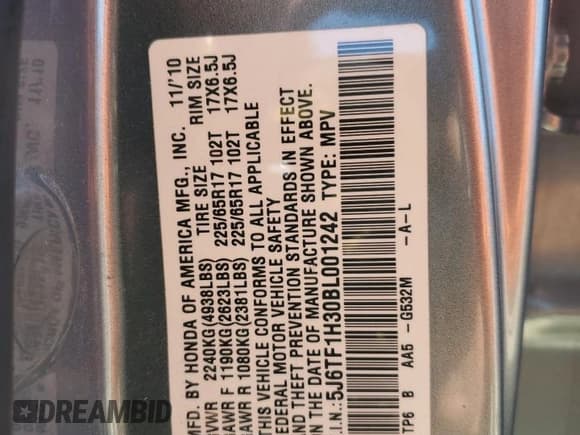 MFD. BY HONDA OF AMERICA MFG., INC. 11/'10
GVWR 2240KG(4938LBS) TIRE SIZE RIM SIZE
GAWR F 1190KG(2623LBS) 225/65R17 102T 17X6.5J
GAWR R 1080KG(2381LBS) 225/65R17 102T 17X6.5J
THIS VEHICLE CONFORMS TO ALL APPLICABLE
FEDERAL MOTOR VEHICLE SAFETY
AND THEFT PREVENTION STANDARDS IN EFFECT
ON THE DATE OF MANUFACTURE SHOWN ABOVE.
V.I.N.:5J6TF1H30BL001242 TYPE: MPV
TP6 B AA5 -G532M -A-L
DREAMBID